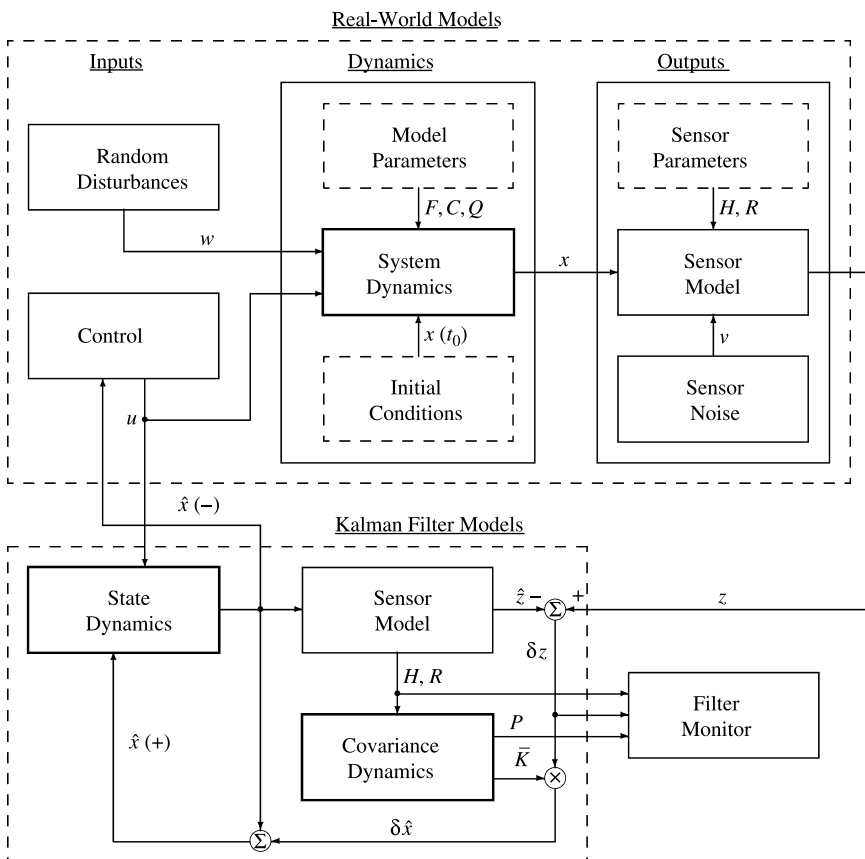 Real-World Models
Inputs
Dynamics
Outputs
Random
Disturbances
Model
Parameters
Sensor
Parameters
F, C, Q
H, R
w
System
Dynamics
x
Sensor
Model
Control
x (t₀)
v
u
Initial
Conditions
Sensor
Noise
x̂ (−)
Kalman Filter Models
State
Dynamics
Sensor
Model
ẑ −
Σ
+
z
δz
H, R
Filter
Monitor
x̂ (+)
Covariance
Dynamics
P
K̅
×
δx̂
Σ